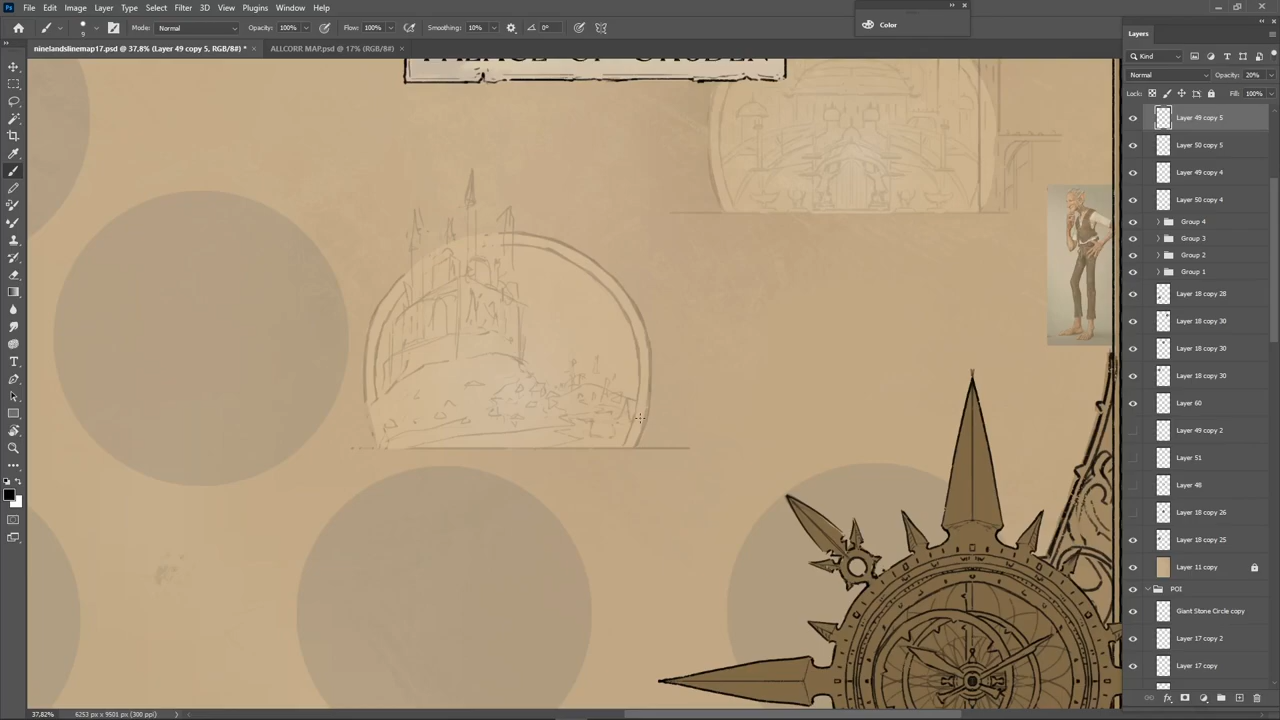 File Edit Image Layer Type Select Filter 3D View Plugins Window Help
Color
Mode: Normal Opacity: 100% Flow: 100% Smoothing: 10% 0°
ninelandslinemap17.psd @ 37,8% (Layer 49 copy 5, RGB/8#) * × ALLCORR MAP.psd @ 17% (RGB/8#) ×
Layers
Kind
Normal Opacity: 20%
Lock: Fill: 100%
Layer 49 copy 5
Layer 50 copy 5
Layer 49 copy 4
Layer 50 copy 4
Group 4
Group 3
Group 2
Group 1
Layer 18 copy 28
Layer 18 copy 30
Layer 18 copy 30
Layer 18 copy 30
Layer 60
Layer 49 copy 2
Layer 51
Layer 48
Layer 18 copy 26
Layer 18 copy 25
Layer 11 copy
POI
Giant Stone Circle copy
Layer 17 copy 2
Layer 17 copy
37,82% 6253 px x 9501 px (300 ppi)